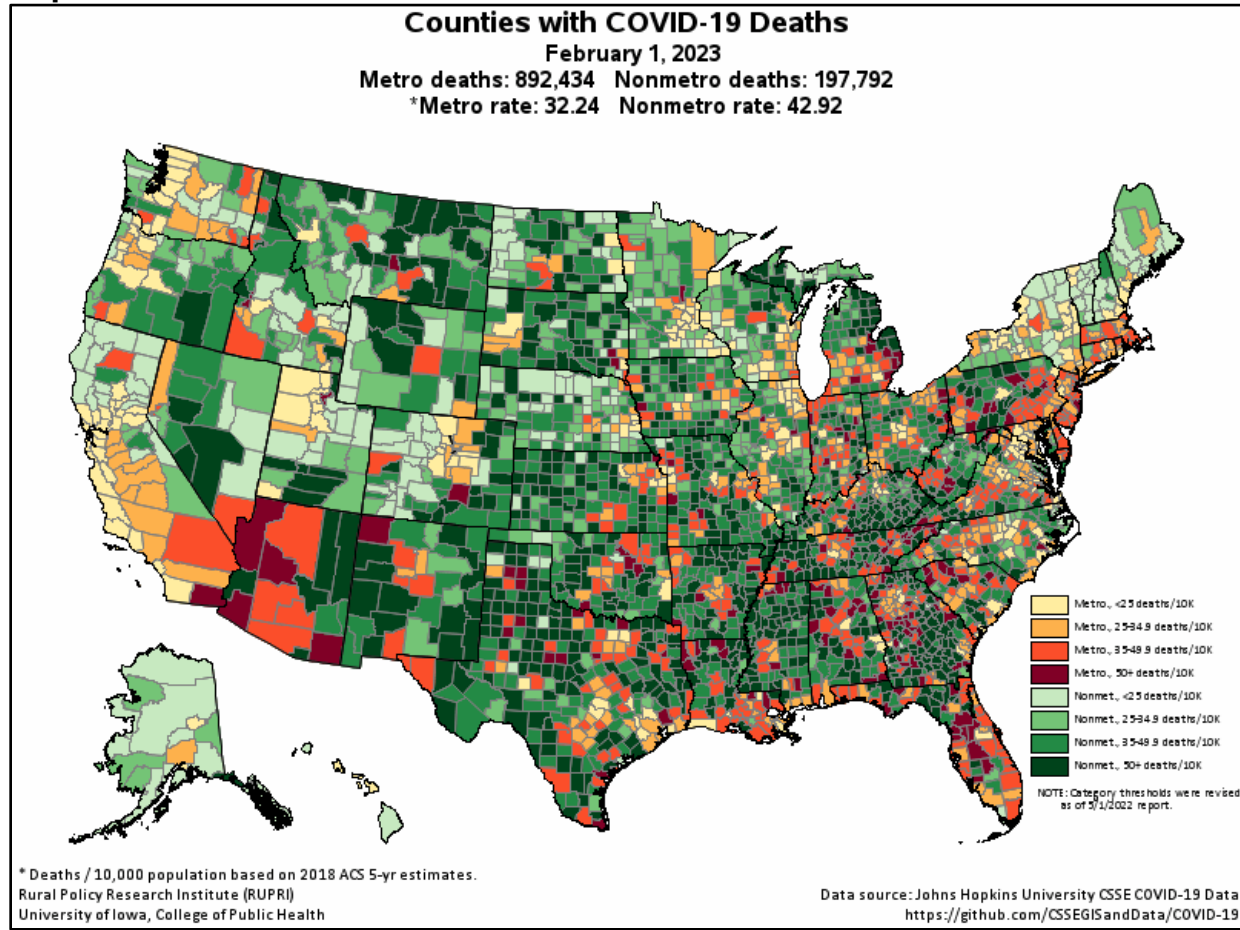 Counties with COVID-19 Deaths
February 1, 2023
Metro deaths: 892,434 Nonmetro deaths: 197,792
*Metro rate: 32.24 Nonmetro rate: 42.92
Metro., <25 deaths/10K
Metro., 25-34.9 deaths/10K
Metro., 35-49.9 deaths/10K
Metro., 50+ deaths/10K
Nonmet., <25 deaths/10K
Nonmet., 25-34.9 deaths/10K
Nonmet., 35-49.9 deaths/10K
Nonmet., 50+ deaths/10K
NOTE: Category thresholds were revised
as of 5/1/2022 report.
* Deaths / 10,000 population based on 2018 ACS 5-yr estimates.
Rural Policy Research Institute (RUPRI)
University of Iowa, College of Public Health
Data source: Johns Hopkins University CSSE COVID-19 Data
https://github.com/CSSEGISandData/COVID-19